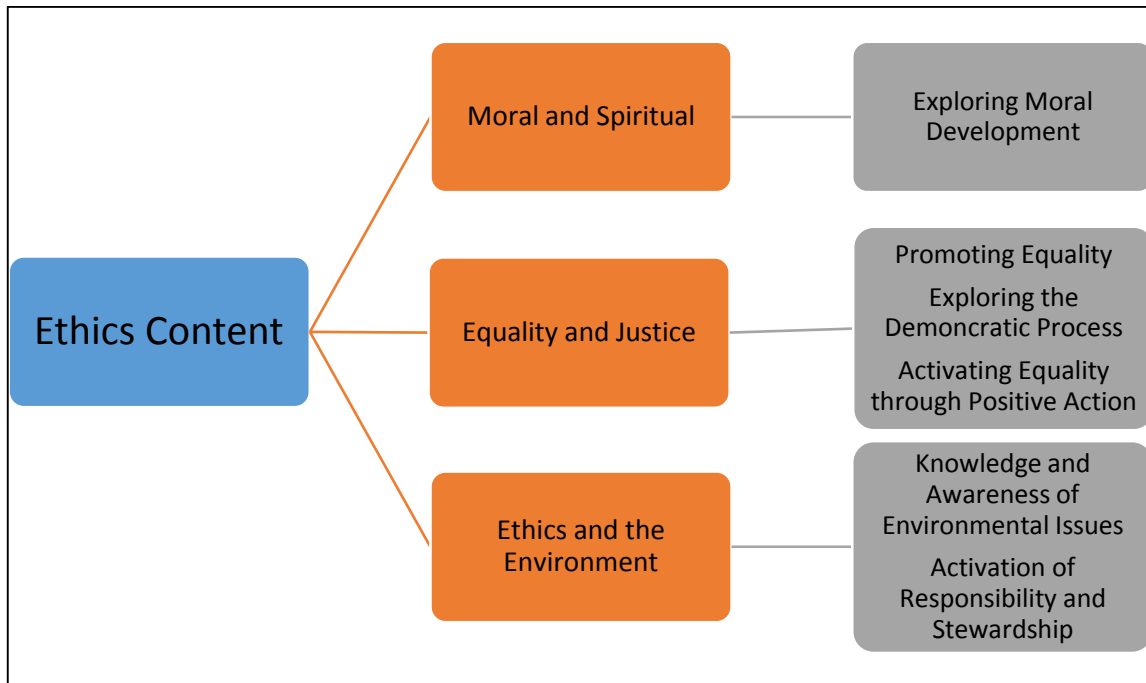 Ethics Content
Moral and Spiritual
Exploring Moral
Development
Equality and Justice
Promoting Equality
Exploring the
Demoncratic Process
Activating Equality
through Positive Action
Ethics and the
Environment
Knowledge and
Awareness of
Environmental Issues
Activation of
Responsibility and
Stewardship